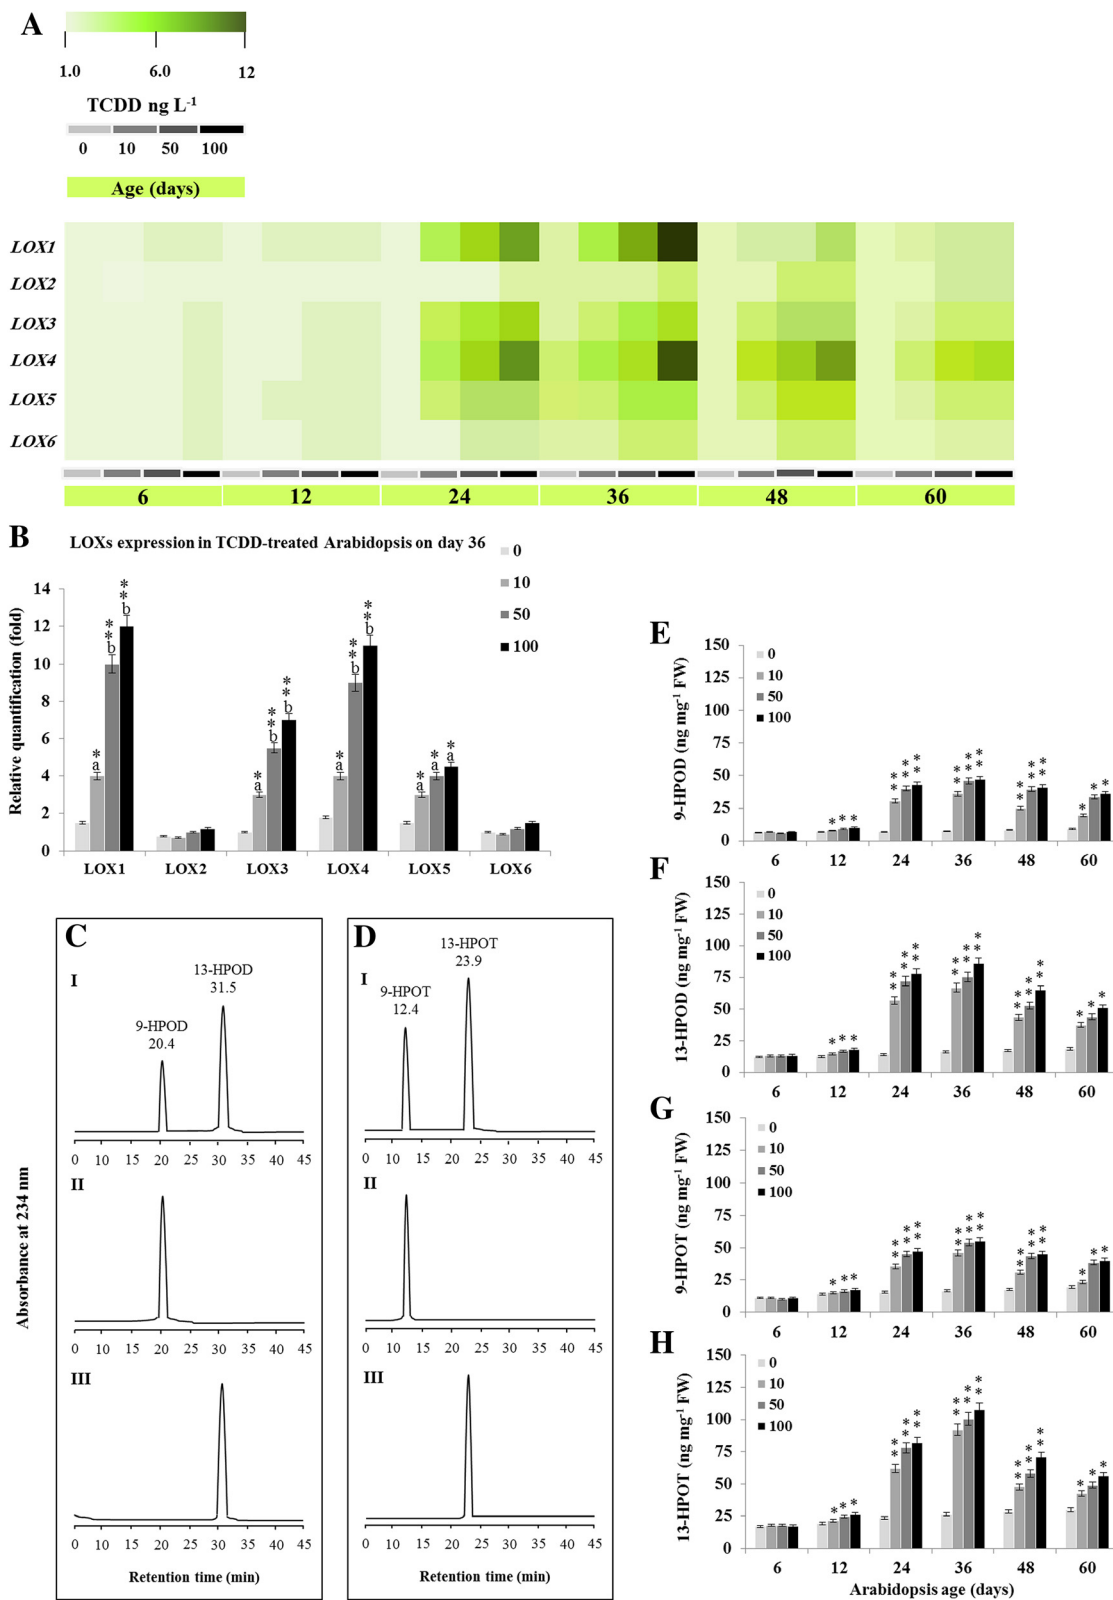 A
1.0 6.0 12
TCDD ng L⁻¹
0 10 50 100
Age (days)
LOX1
LOX2
LOX3
LOX4
LOX5
LOX6
6 12 24 36 48 60
B
LOXs expression in TCDD-treated Arabidopsis on day 36
0
10
50
100
Relative quantification (fold)
14
12
10
8
6
4
2
0
* a ** b ** b
* a ** b ** b
* a ** b ** b
* a * a * a
LOX1 LOX2 LOX3 LOX4 LOX5 LOX6
C
I
9-HPOD
20.4
13-HPOD
31.5
0 10 15 20 25 30 35 45
II
0 10 15 20 25 30 35 45
III
0 10 15 20 25 30 35 45
Retention time (min)
Absorbance at 234 nm
D
I
9-HPOT
12.4
13-HPOT
23.9
0 10 15 20 25 30 35 45
II
0 10 15 20 25 30 35 45
III
0 10 15 20 25 30 35 45
Retention time (min)
E
9-HPOD (ng mg⁻¹ FW)
150
125
100
75
50
25
0
0
10
50
100
* * *
** ** **
** ** **
** ** **
* * *
6 12 24 36 48 60
F
13-HPOD (ng mg⁻¹ FW)
150
125
100
75
50
25
0
0
10
50
100
* * *
** ** **
** ** **
** ** **
* * *
6 12 24 36 48 60
G
9-HPOT (ng mg⁻¹ FW)
150
125
100
75
50
25
0
0
10
50
100
* * *
** ** **
** ** **
** ** **
* * *
6 12 24 36 48 60
H
13-HPOT (ng mg⁻¹ FW)
150
125
100
75
50
25
0
0
10
50
100
* * *
** ** **
** ** **
** ** **
* * *
6 12 24 36 48 60
Arabidopsis age (days)